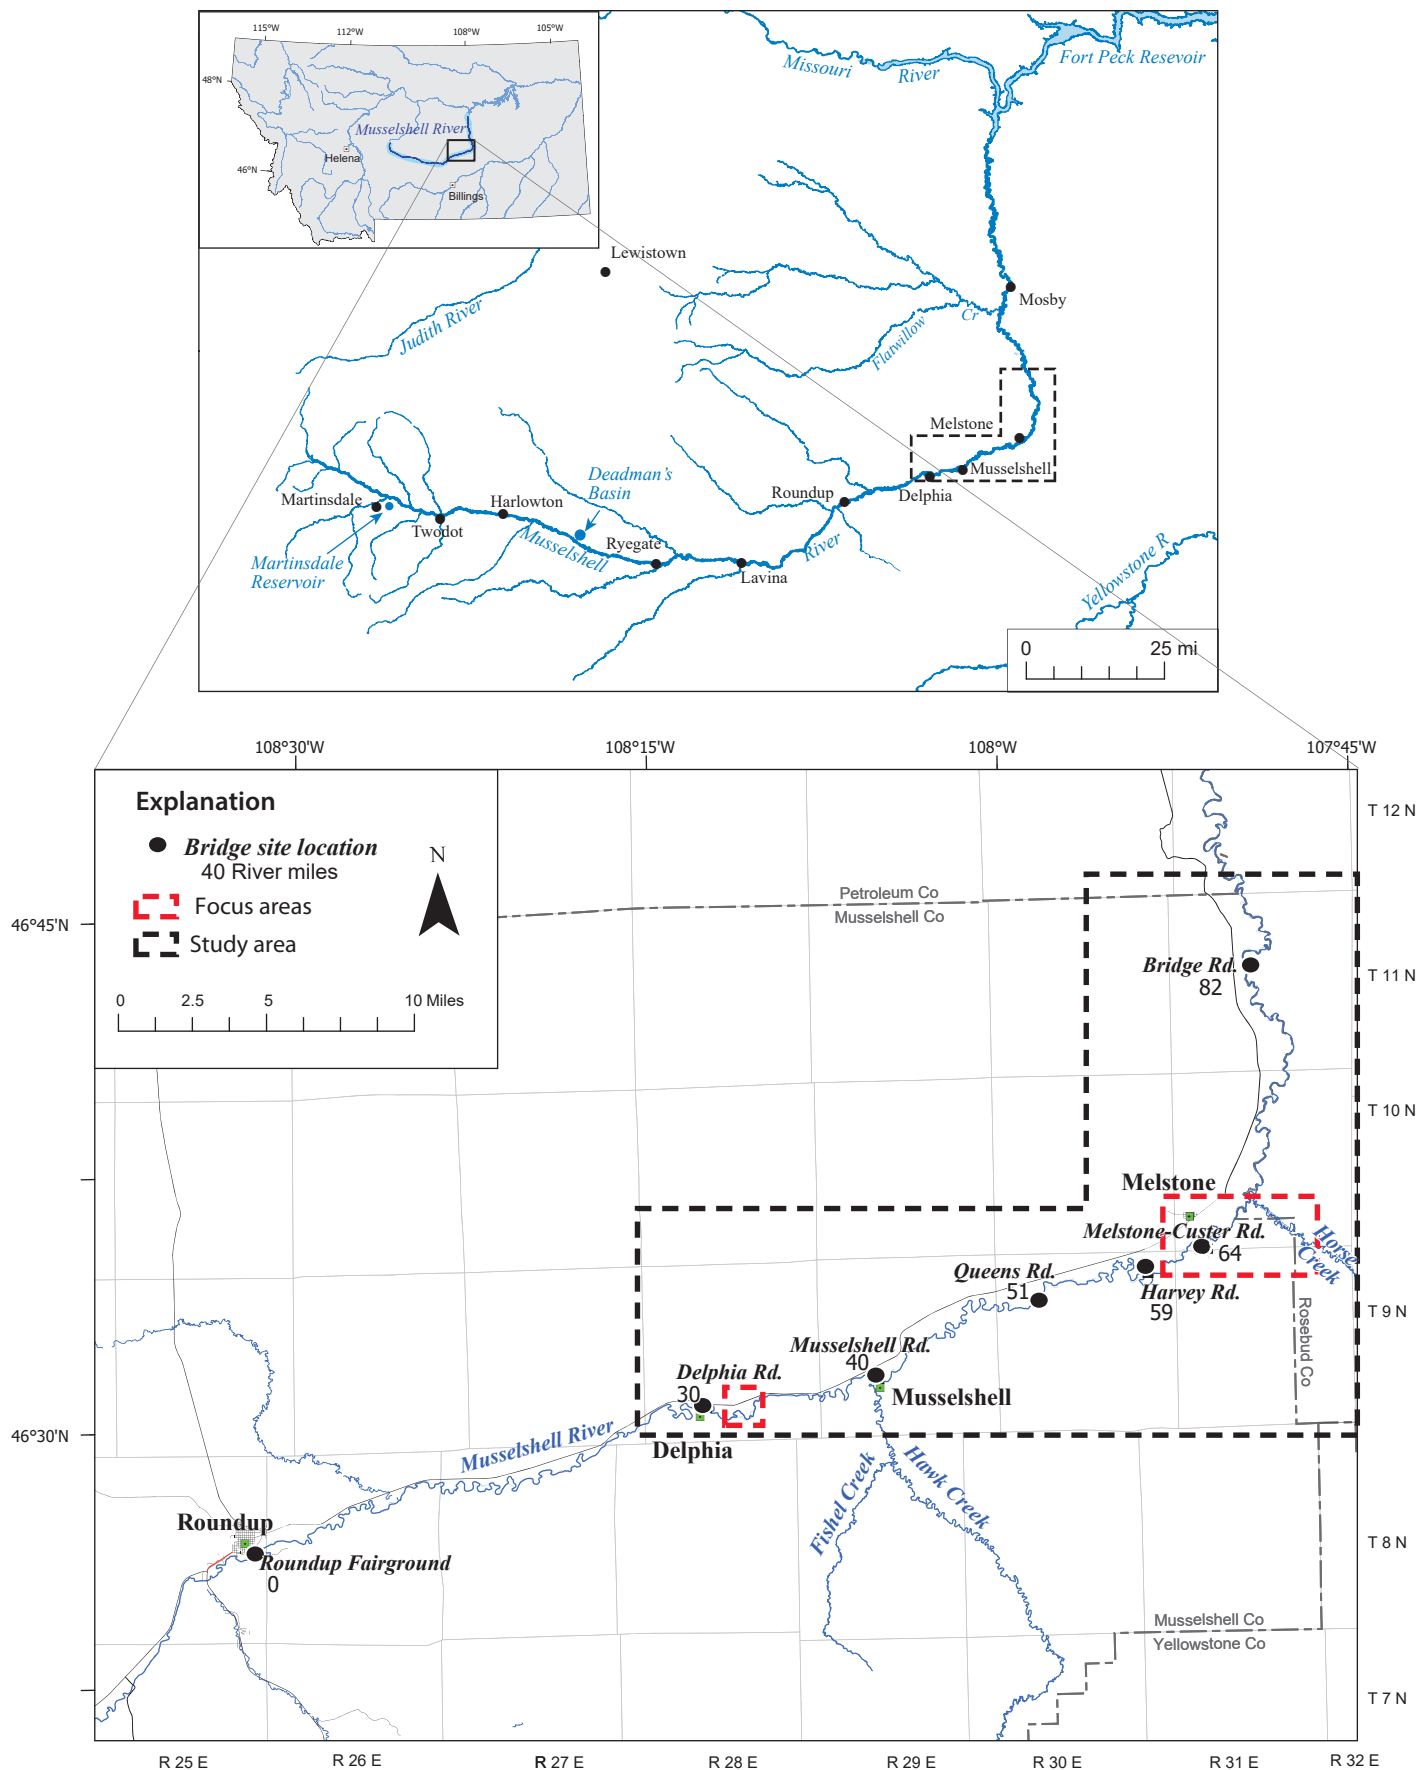 115°W
112°W
108°W
105°W
48°N
46°N
Musselshell River
Helena
Billings
Missouri
River
Fort Peck Resevoir
Lewistown
Judith River
Mosby
Cr
Flatwillow
Melstone
Musselshell
Delphia
Roundup
Deadman's
Basin
Martinsdale
Harlowton
Twodot
Musselshell
Ryegate
River
Lavina
Martinsdale
Reservoir
Yellowstone R
0
25 mi
108°30'W
108°15'W
108°W
107°45'W
Explanation
Bridge site location
40 River miles
Focus areas
Study area
N
0
2.5
5
10 Miles
T 12 N
T 11 N
T 10 N
T 9 N
T 8 N
T 7 N
46°45'N
46°30'N
Petroleum Co
Musselshell Co
Bridge Rd.
82
Melstone
Melstone-Custer Rd.
64
Horse
Creek
Queens Rd.
51
Harvey Rd.
59
Rosebud Co
Musselshell Rd.
40
Musselshell
Delphia Rd.
30
Delphia
Musselshell River
Fishel Creek
Hawk Creek
Roundup
Roundup Fairground
0
Musselshell Co
Yellowstone Co
R 25 E
R 26 E
R 27 E
R 28 E
R 29 E
R 30 E
R 31 E
R 32 E